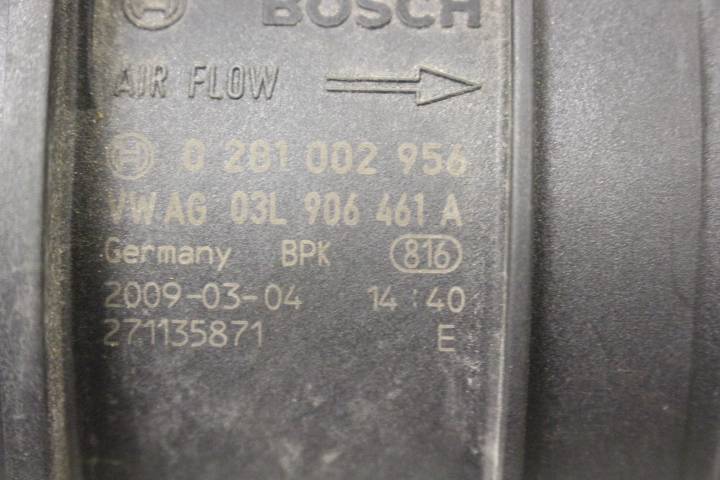 BOSCH
AIR FLOW
0 281 002 956
VW AG 03L 906 461 A
Germany BPK 816
2009-03-04 14:40
271135871 E